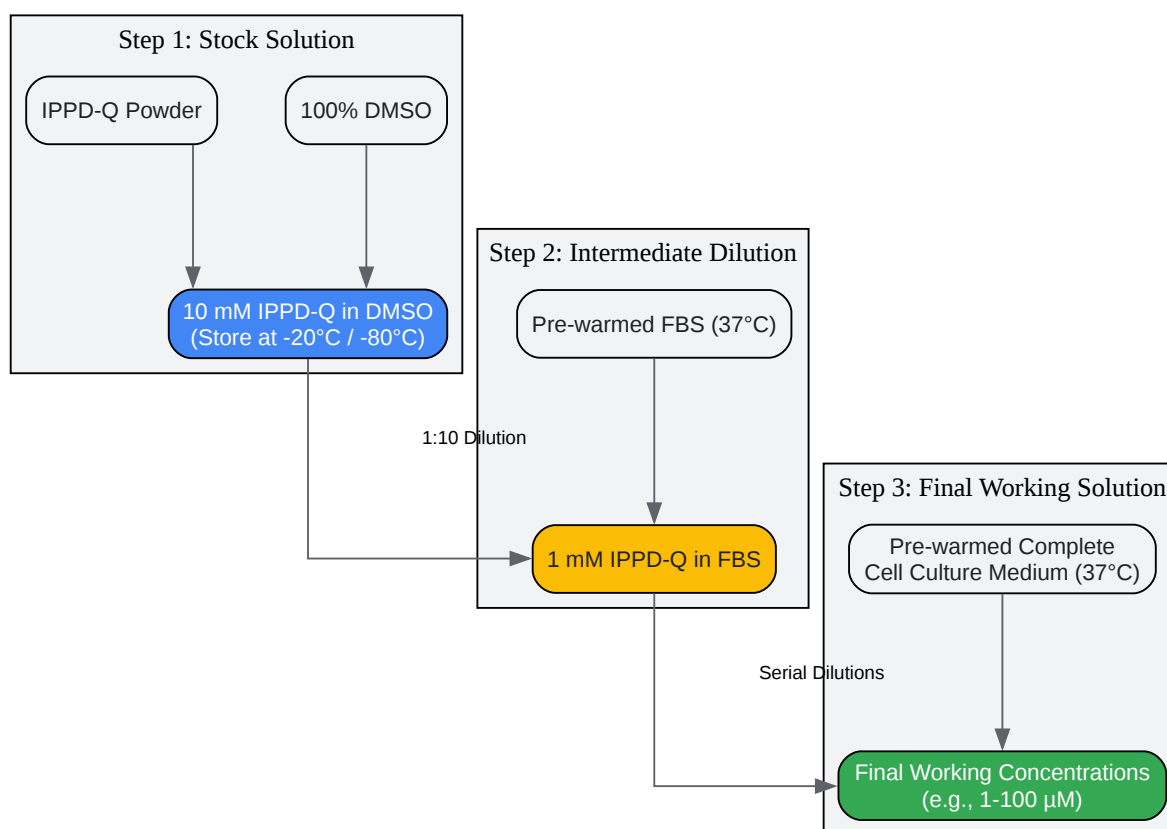 Step 1: Stock Solution
IPPD-Q Powder
100% DMSO
10 mM IPPD-Q in DMSO
(Store at -20°C / -80°C)
Step 2: Intermediate Dilution
Pre-warmed FBS (37°C)
1:10 Dilution
1 mM IPPD-Q in FBS
Step 3: Final Working Solution
Pre-warmed Complete
Cell Culture Medium (37°C)
Serial Dilutions
Final Working Concentrations
(e.g., 1-100 µM)